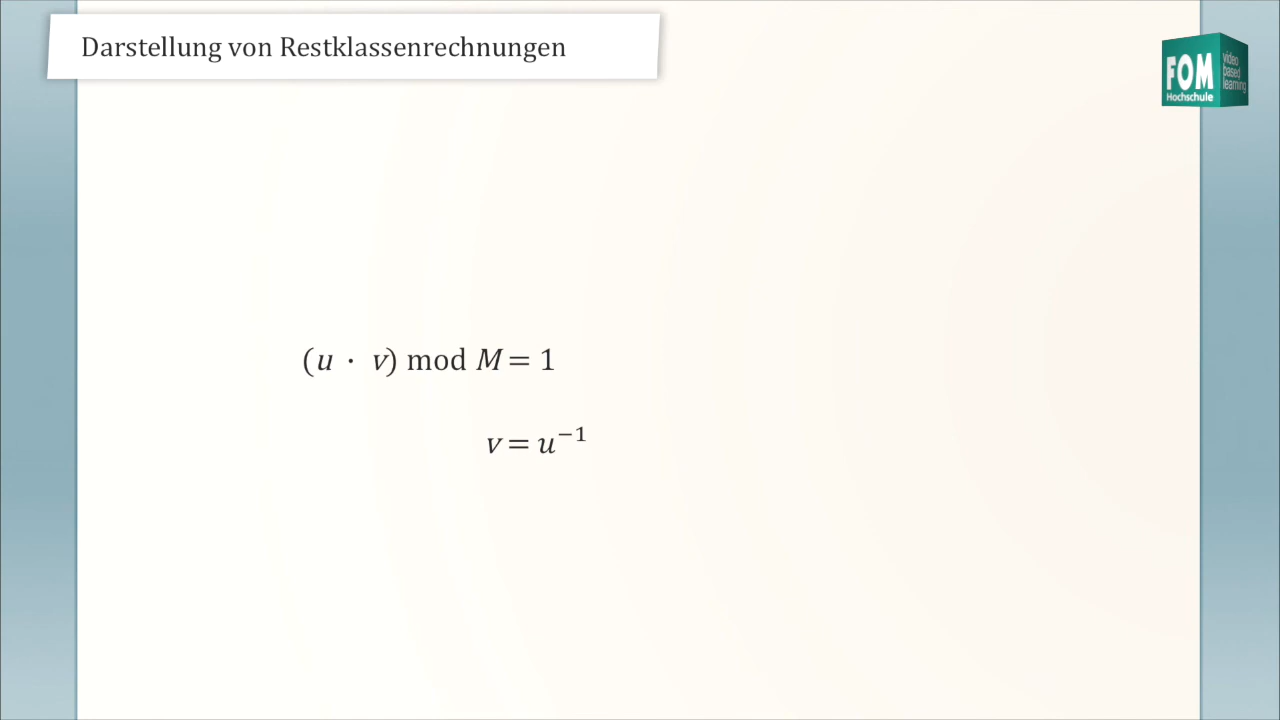 Darstellung von Restklassenrechnungen
FOM
Hochschule
video
based
learning
(u · v) mod M = 1
v = u⁻¹